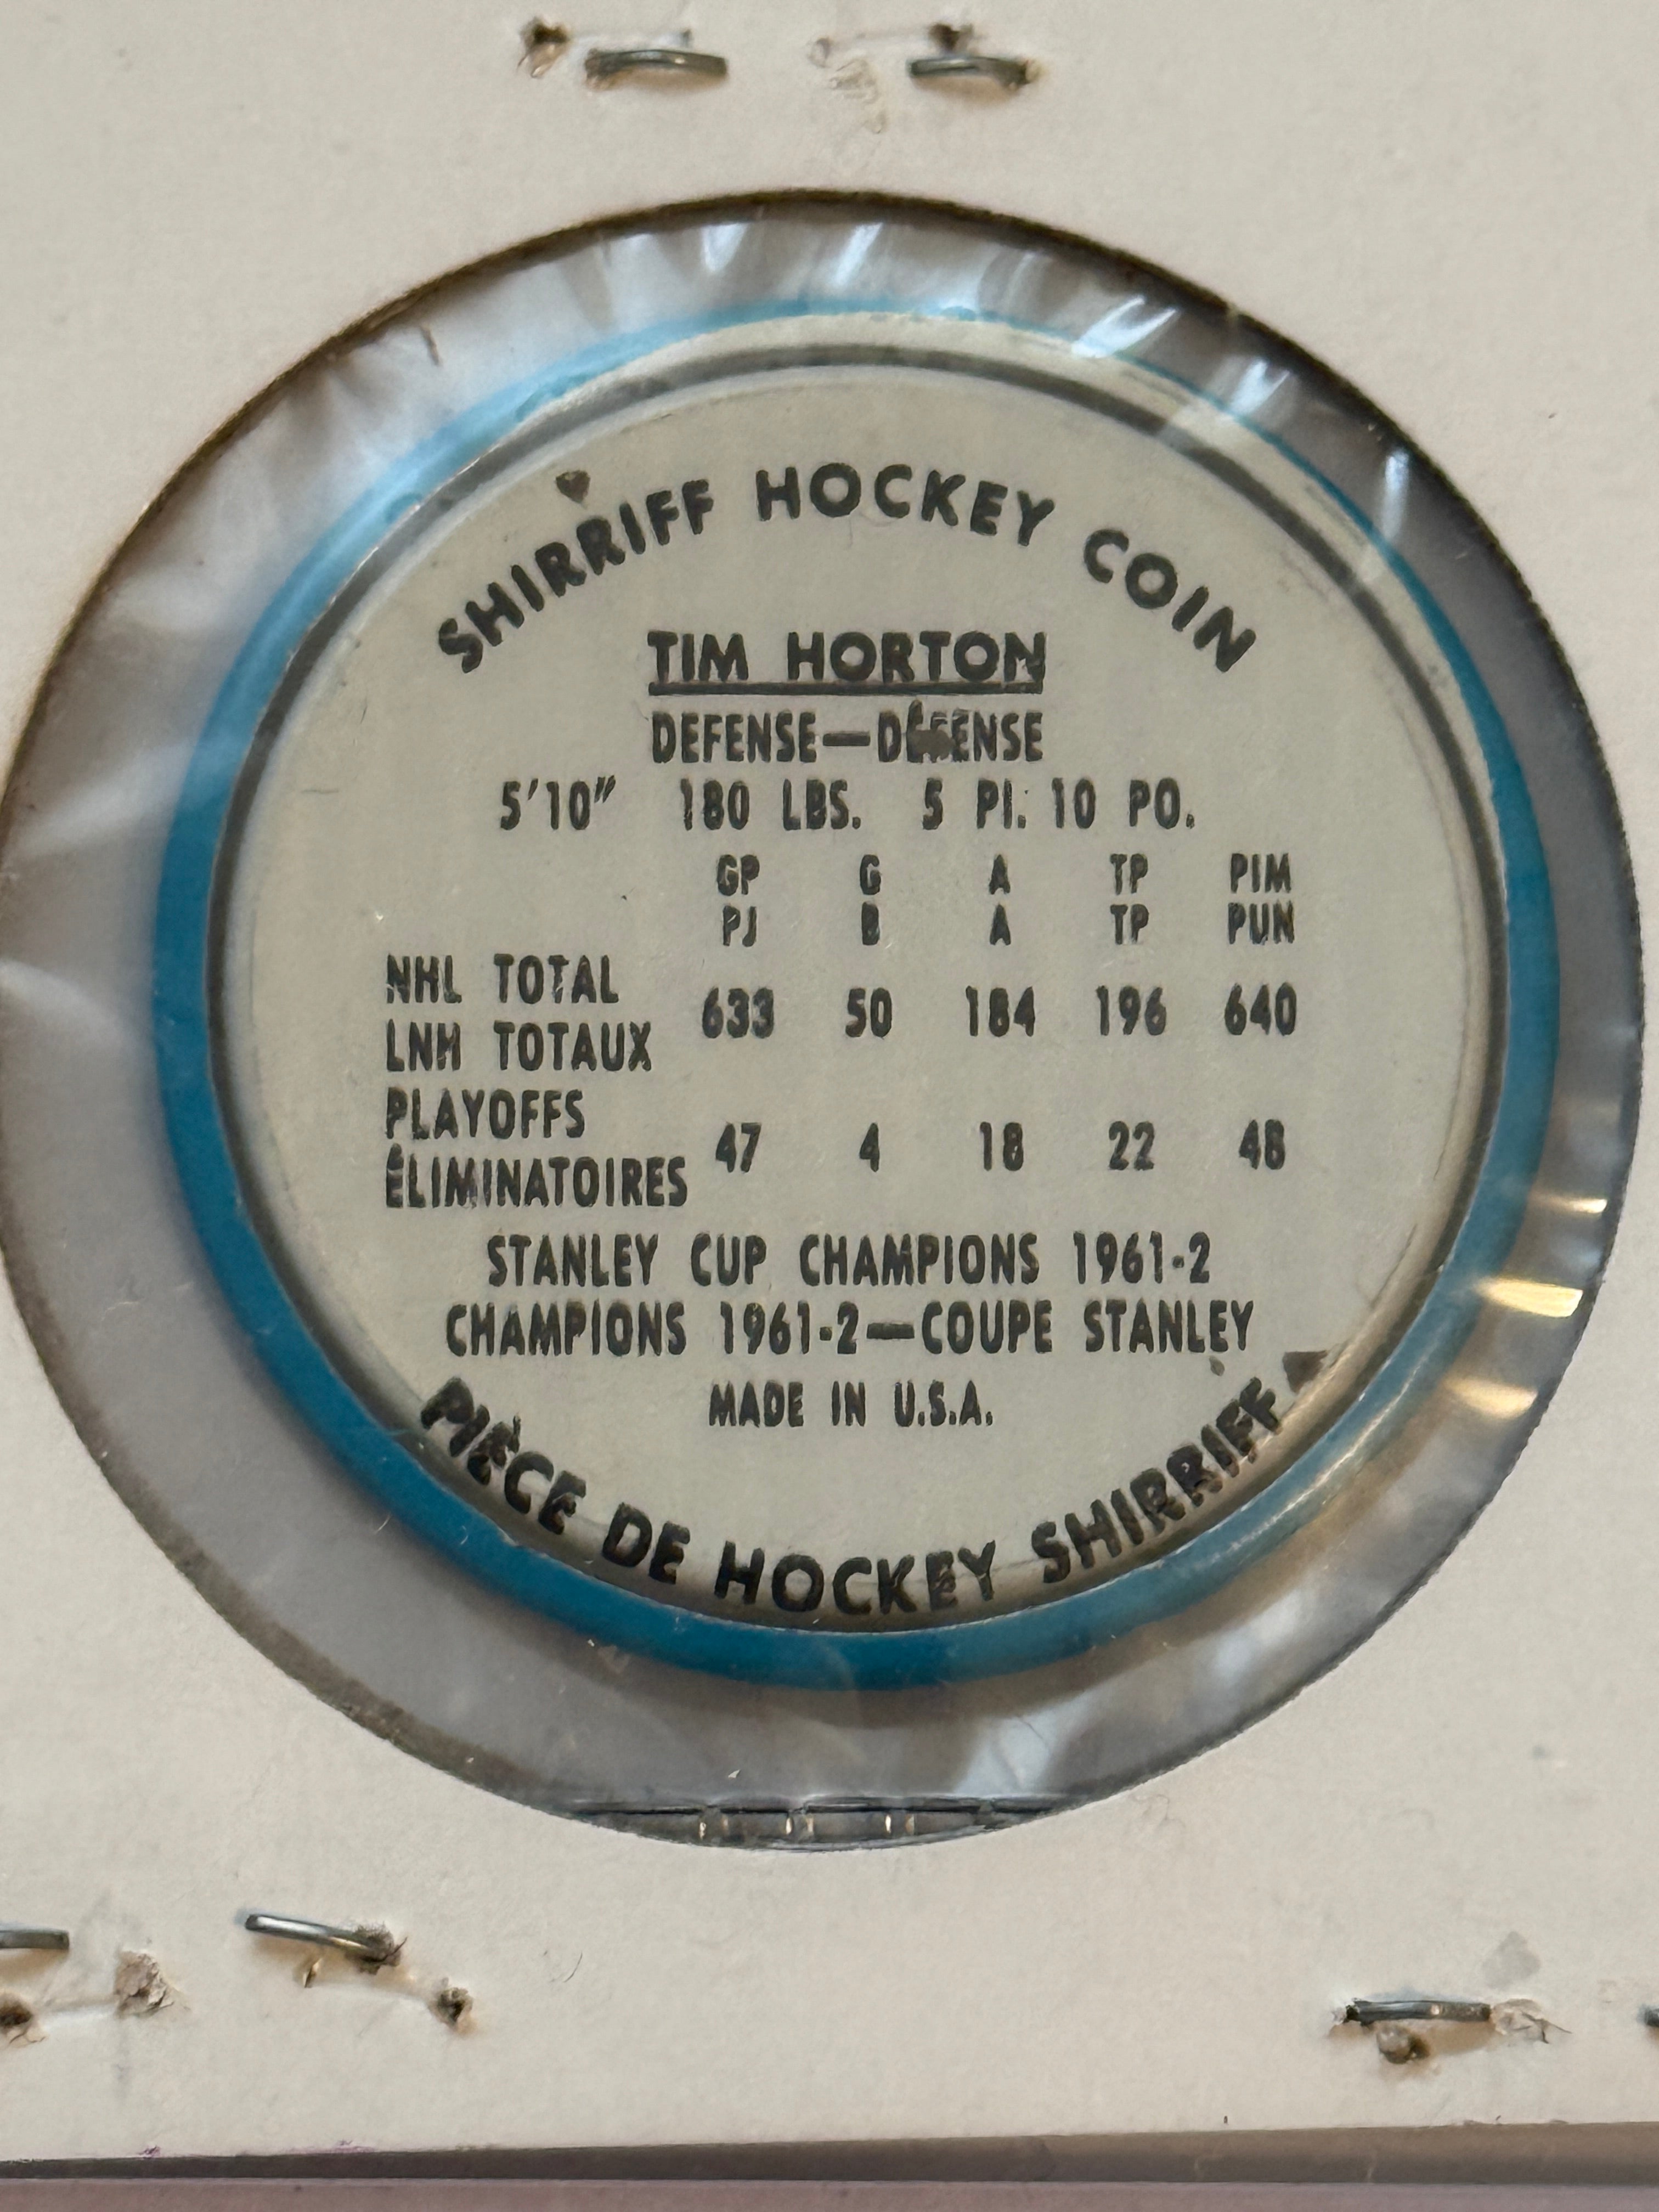 SHIRRIFF HOCKEY COIN
TIM HORTON
DEFENSE—DÉFENSE
5'10" 180 LBS. 5 PI. 10 PO.
GP G A TP PIM
PJ B A TP PUN
NHL TOTAL
LNH TOTAUX 633 50 184 196 640
PLAYOFFS
ÉLIMINATOIRES 47 4 18 22 48
STANLEY CUP CHAMPIONS 1961-2
CHAMPIONS 1961-2—COUPE STANLEY
MADE IN U.S.A.
PIÈCE DE HOCKEY SHIRRIFF